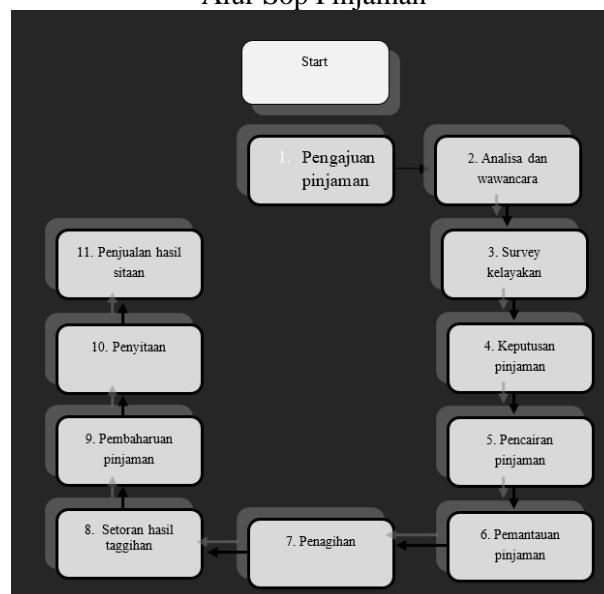 Alur Sop Pinjaman
Start
1. Pengajuan
pinjaman
2. Analisa dan
wawancara
3. Survey
kelayakan
4. Keputusan
pinjaman
5. Pencairan
pinjaman
6. Pemantauan
pinjaman
7. Penagihan
8. Setoran hasil
taggihan
9. Pembaharuan
pinjaman
10. Penyitaan
11. Penjualan hasil
sitaan